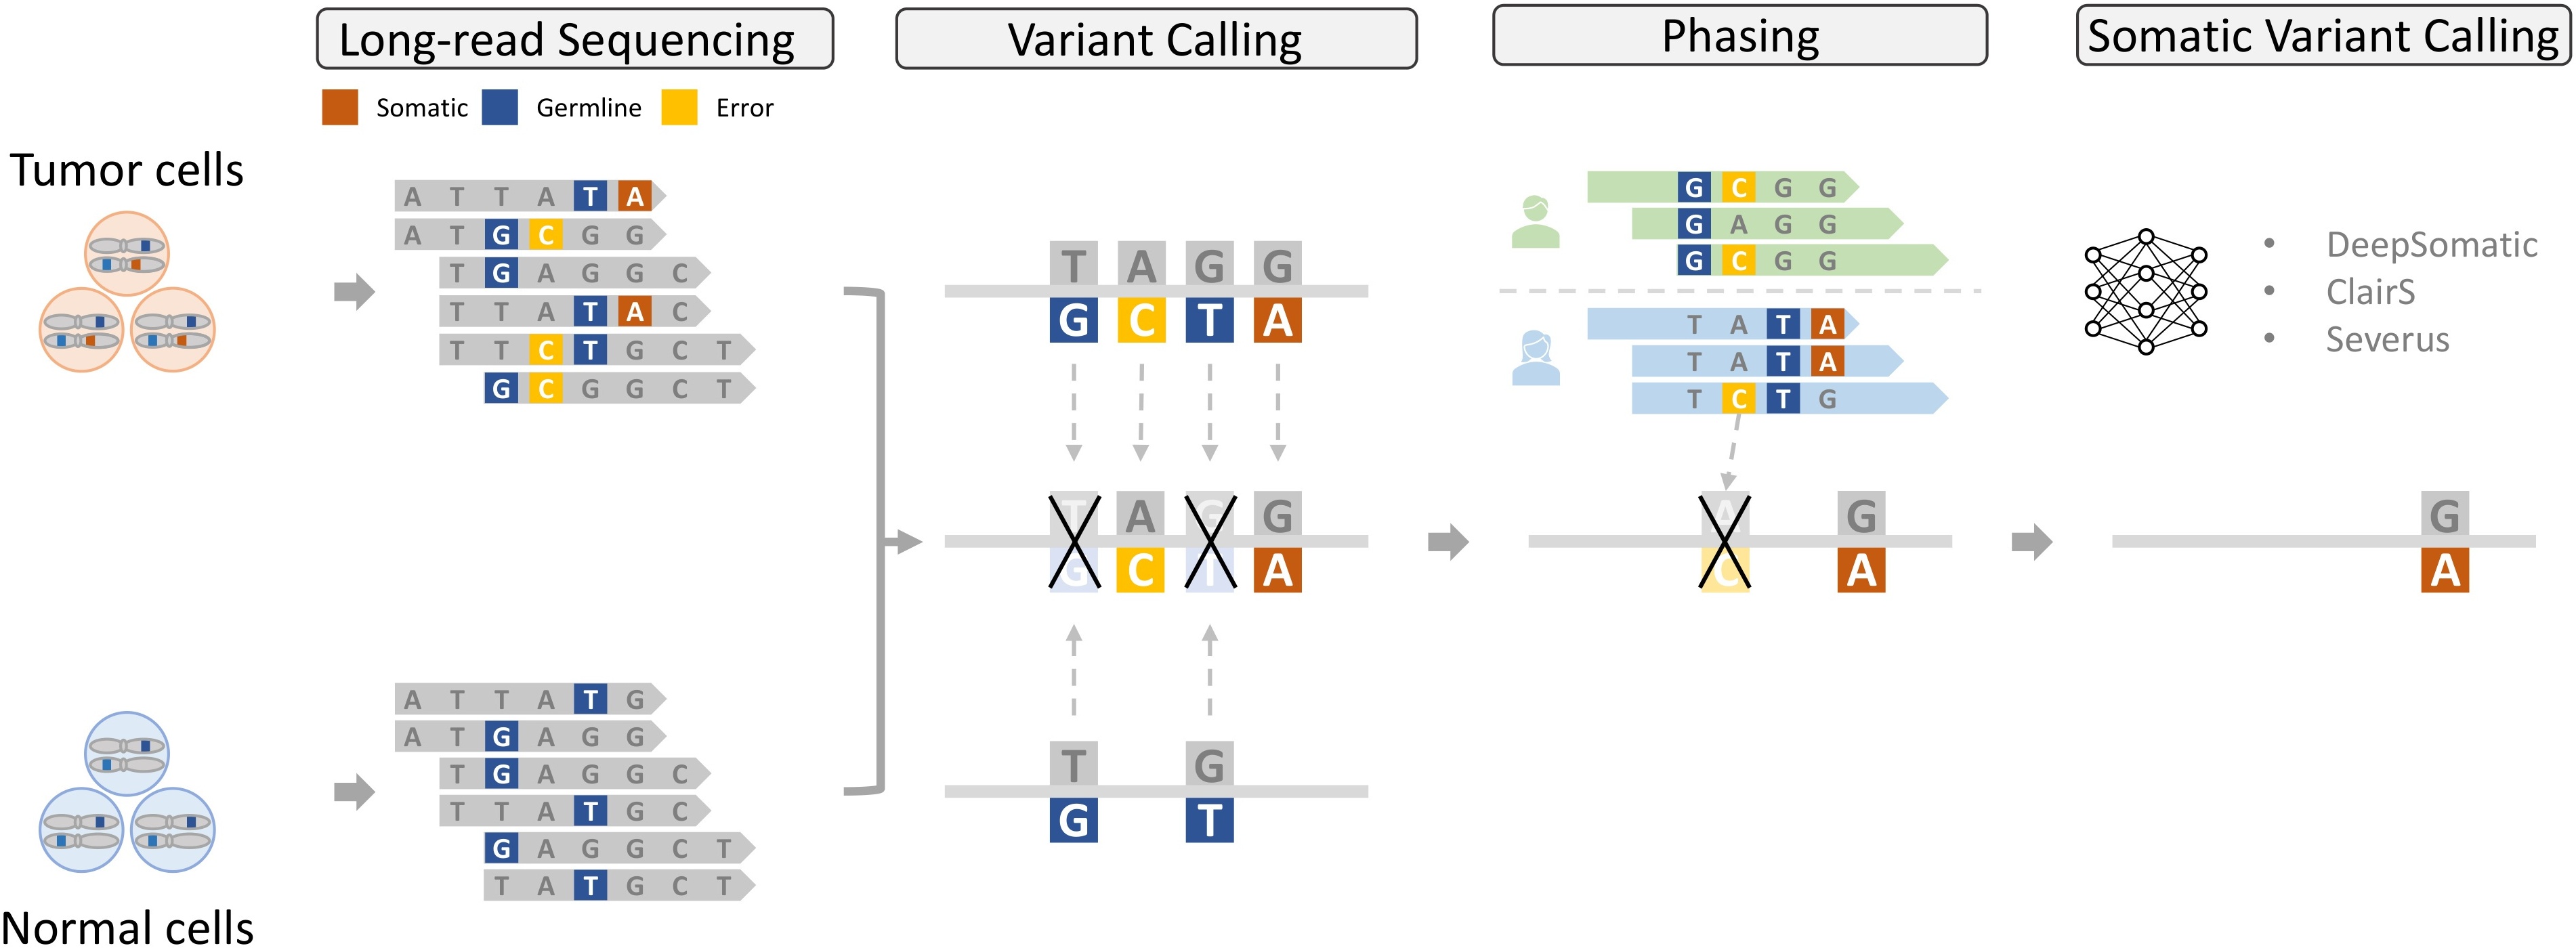 Long-read Sequencing
Variant Calling
Phasing
Somatic Variant Calling
Somatic Germline Error
Tumor cells
A T T A T A
A T G C G G
T G A G G C
T T A T A C
T T C T G C T
G C G G C T
T A G G
G C T A
G C G G
G A G G
G C G G
T A T A
T A T A
T C T G
• DeepSomatic
• ClairS
• Severus
T A G G
G C T A
A G
C A
G
A
Normal cells
A T T A T G
A T G A G G
T G A G G C
T T A T G C
G A G G C T
T A T G C T
T G
G T